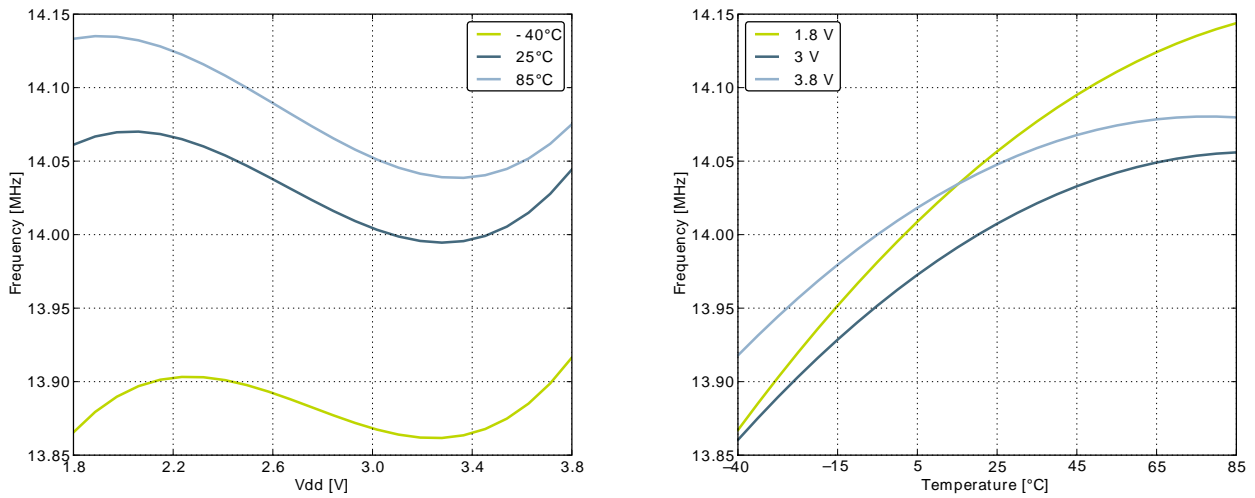 14.15
14.10
14.05
14.00
13.95
13.90
13.85
Frequency [MHz]
1.8 2.2 2.6 3.0 3.4 3.8
Vdd [V]
- 40°C
25°C
85°C
14.15
14.10
14.05
14.00
13.95
13.90
13.85
Frequency [MHz]
–40 –15 5 25 45 65 85
Temperature [°C]
1.8 V
3 V
3.8 V